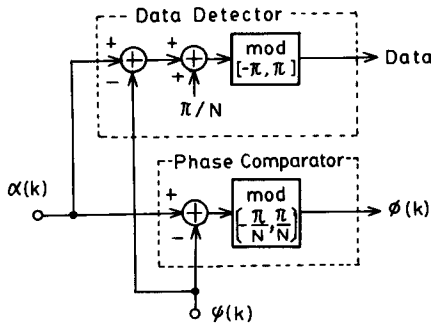 Data Detector
+
+
mod
[-π, π]
Data
−
+
π/N
Phase Comparator
α(k)
+
mod
[-π/N, π/N)
ϕ(k)
−
ψ(k)